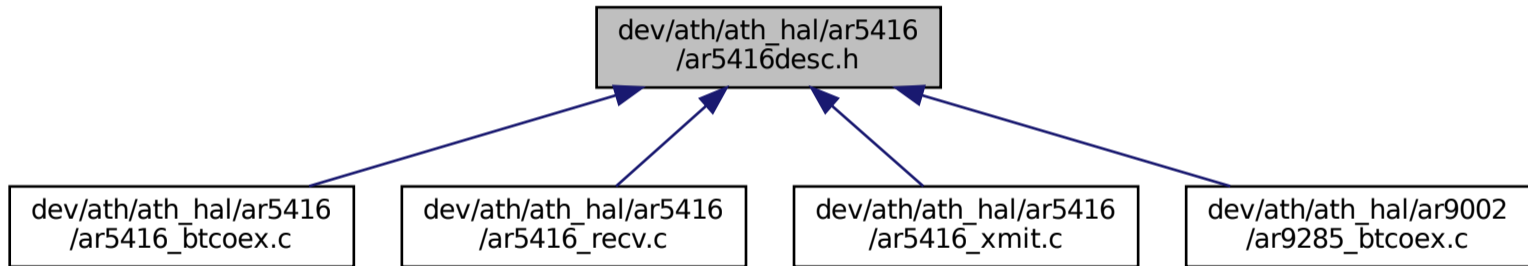 dev/ath/ath_hal/ar5416
/ar5416desc.h
dev/ath/ath_hal/ar5416
/ar5416_btcoex.c
dev/ath/ath_hal/ar5416
/ar5416_recv.c
dev/ath/ath_hal/ar5416
/ar5416_xmit.c
dev/ath/ath_hal/ar9002
/ar9285_btcoex.c